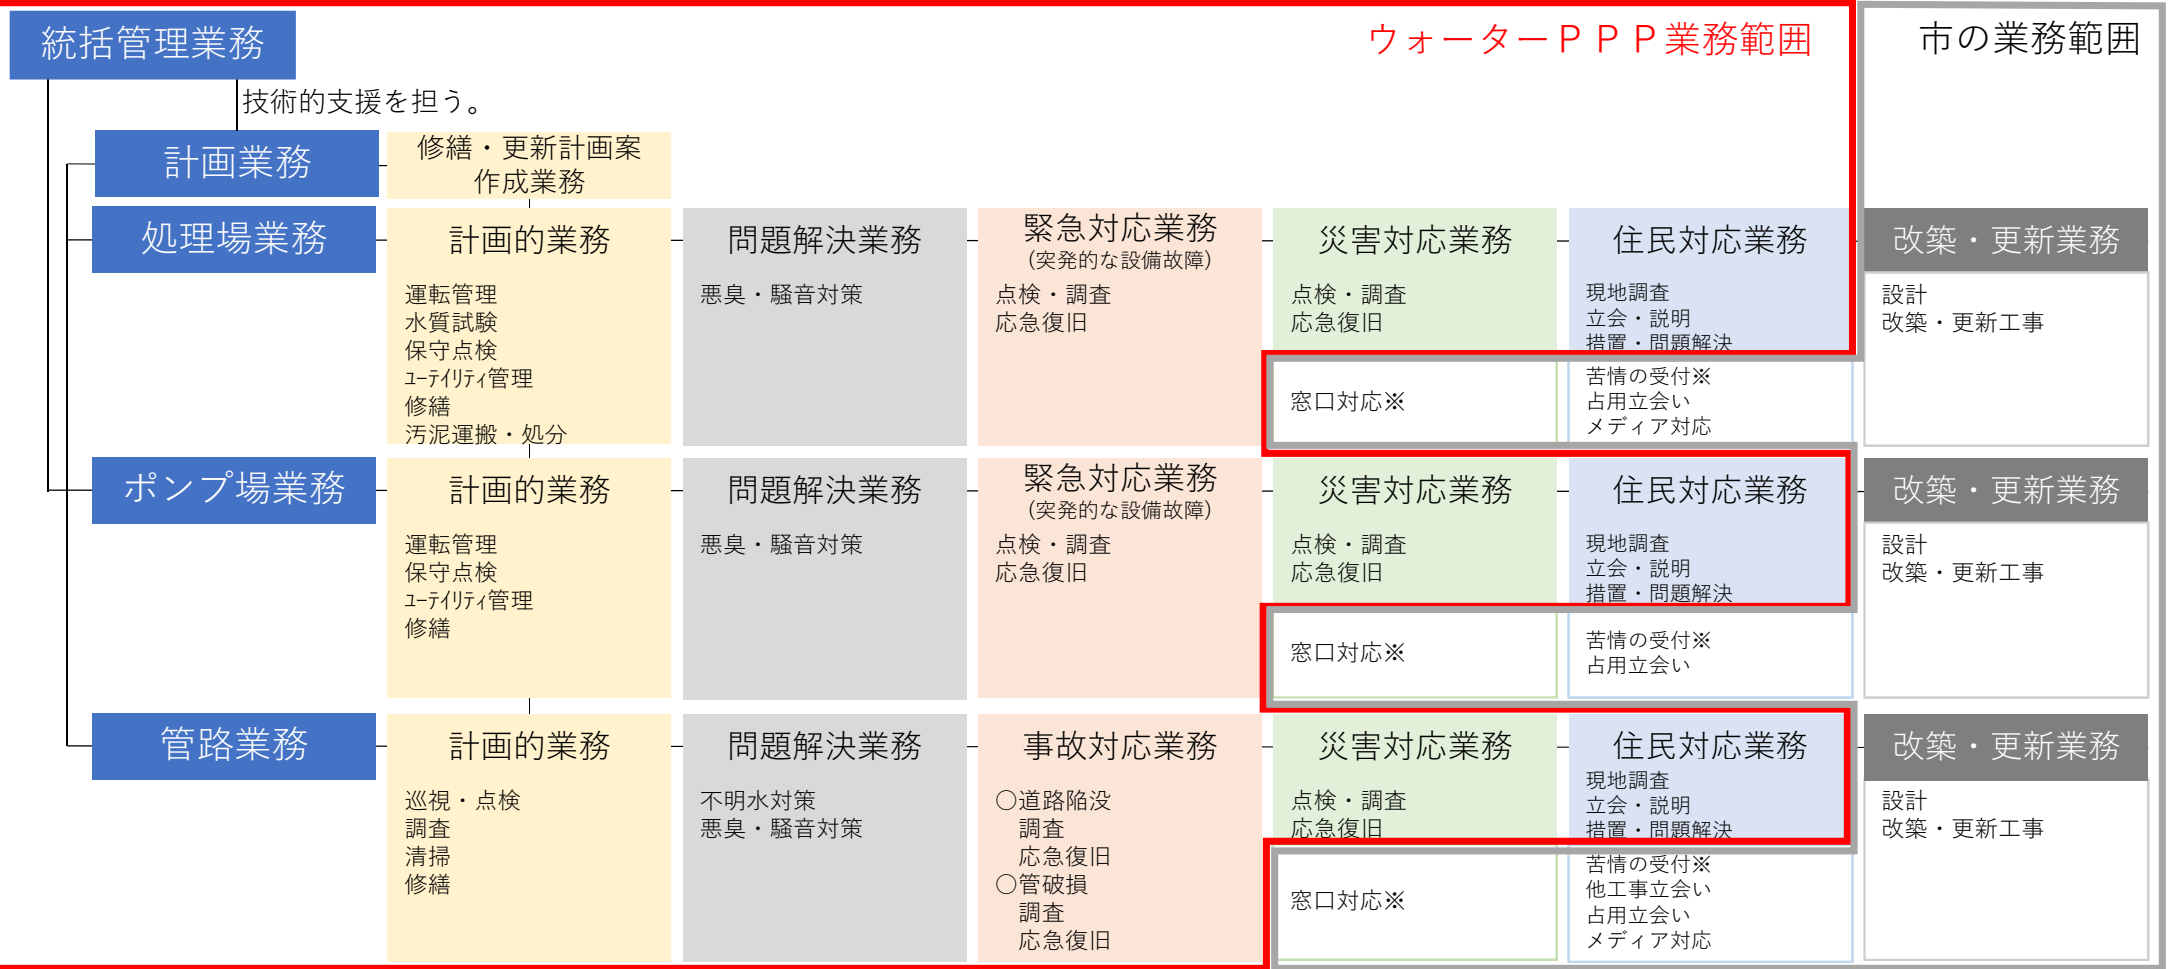 統括管理業務
ウォーターＰＰＰ業務範囲
市の業務範囲
技術的支援を担う。
計画業務
修繕・更新計画案
作成業務
処理場業務
計画的業務
運転管理
水質試験
保守点検
ﾕｰﾃｲﾘﾃｨ管理
修繕
汚泥運搬・処分
問題解決業務
悪臭・騒音対策
緊急対応業務
(突発的な設備故障)
点検・調査
応急復旧
災害対応業務
点検・調査
応急復旧
窓口対応※
住民対応業務
現地調査
立会・説明
措置・問題解決
苦情の受付※
占用立会い
メディア対応
改築・更新業務
設計
改築・更新工事
ポンプ場業務
計画的業務
運転管理
保守点検
ﾕｰﾃｲﾘﾃｨ管理
修繕
問題解決業務
悪臭・騒音対策
緊急対応業務
(突発的な設備故障)
点検・調査
応急復旧
災害対応業務
点検・調査
応急復旧
窓口対応※
住民対応業務
現地調査
立会・説明
措置・問題解決
苦情の受付※
占用立会い
改築・更新業務
設計
改築・更新工事
管路業務
計画的業務
巡視・点検
調査
清掃
修繕
問題解決業務
不明水対策
悪臭・騒音対策
事故対応業務
〇道路陥没
調査
応急復旧
〇管破損
調査
応急復旧
災害対応業務
点検・調査
応急復旧
窓口対応※
住民対応業務
現地調査
立会・説明
措置・問題解決
苦情の受付※
他工事立会い
占用立会い
メディア対応
改築・更新業務
設計
改築・更新工事